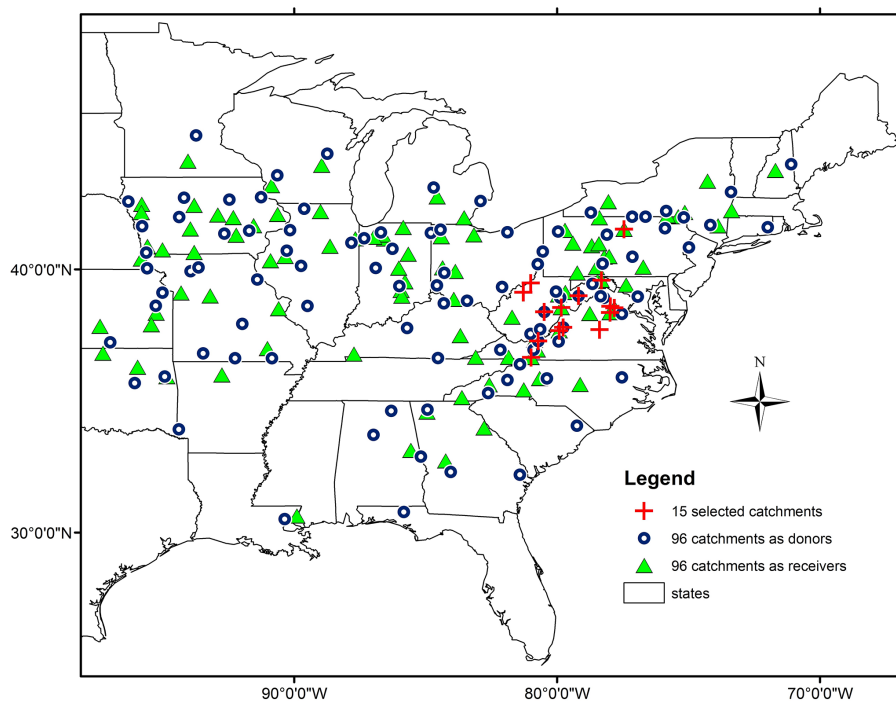 40°0'0"N
N
Legend
15 selected catchments
96 catchments as donors
30°0'0"N
96 catchments as receivers
states
90°0'0"W
80°0'0"W
70°0'0"W